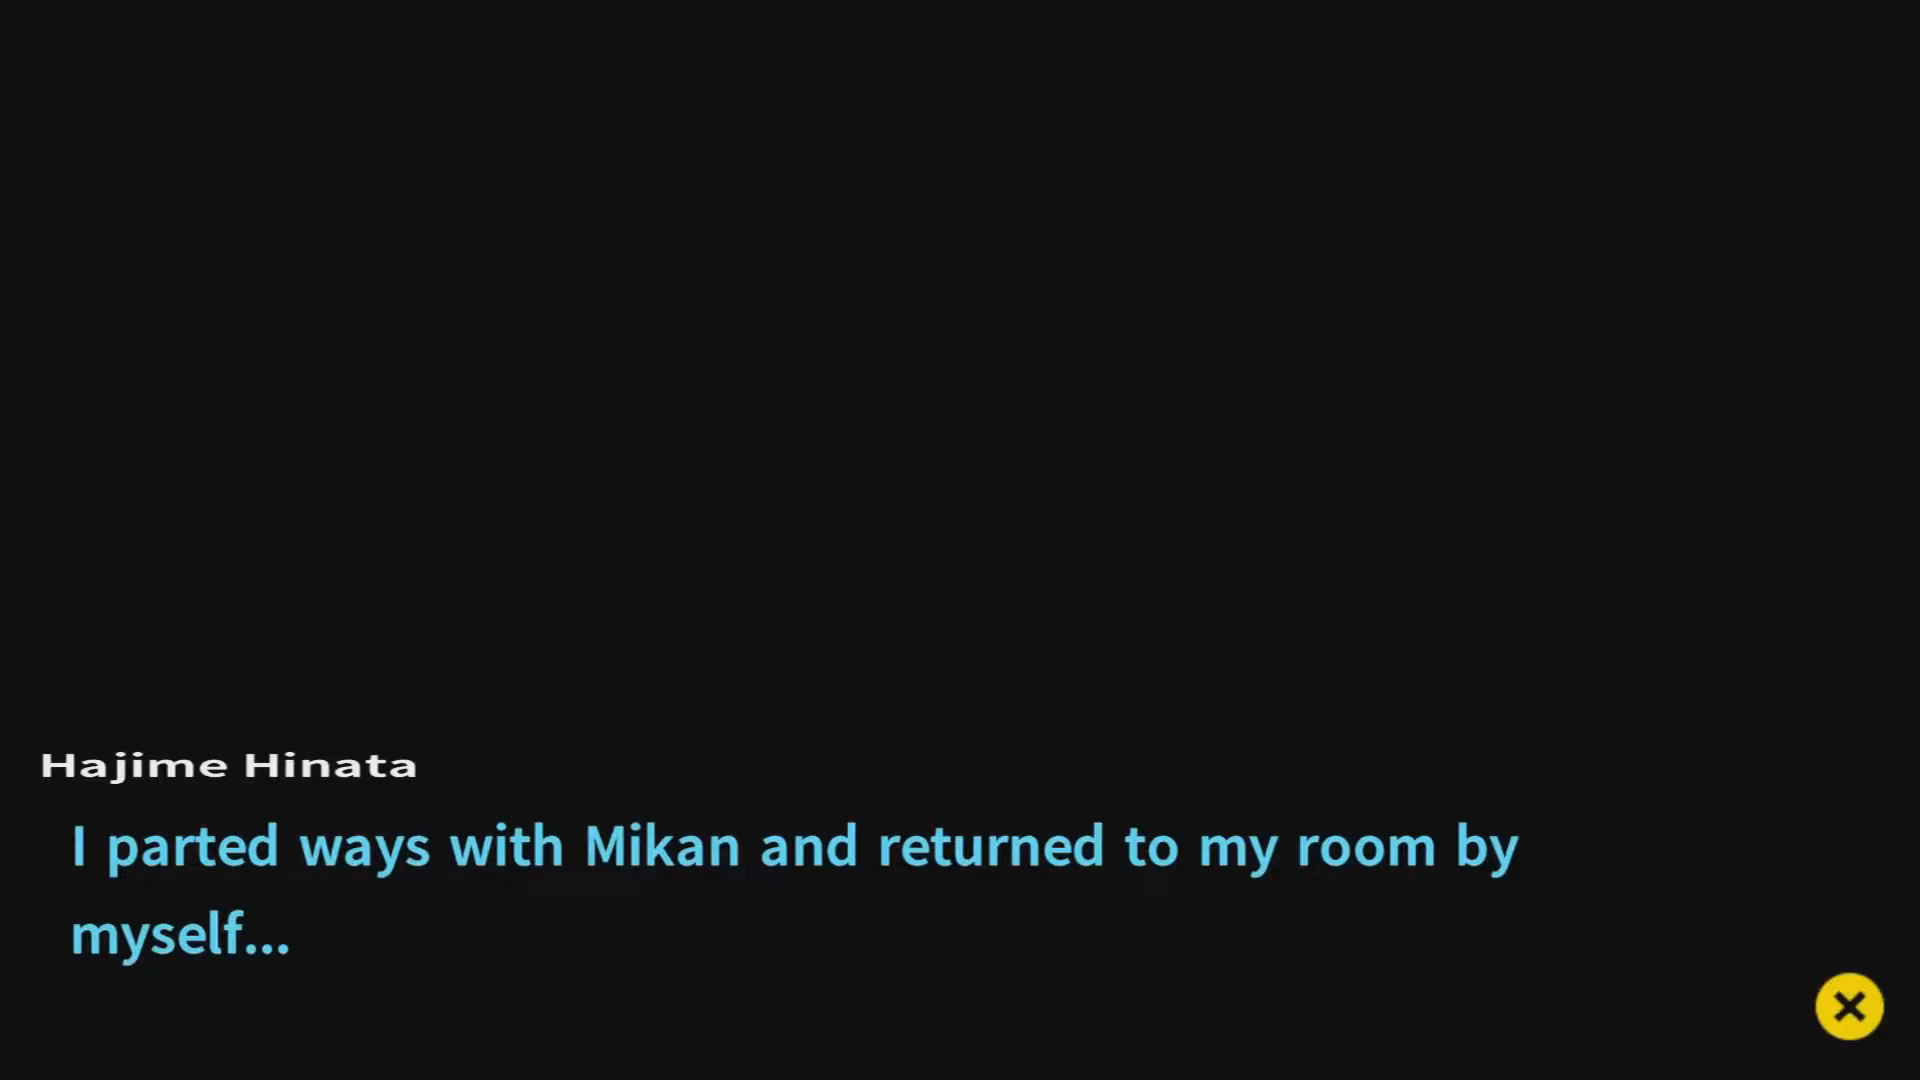 Hajime Hinata
I parted ways with Mikan and returned to my room by
myself...